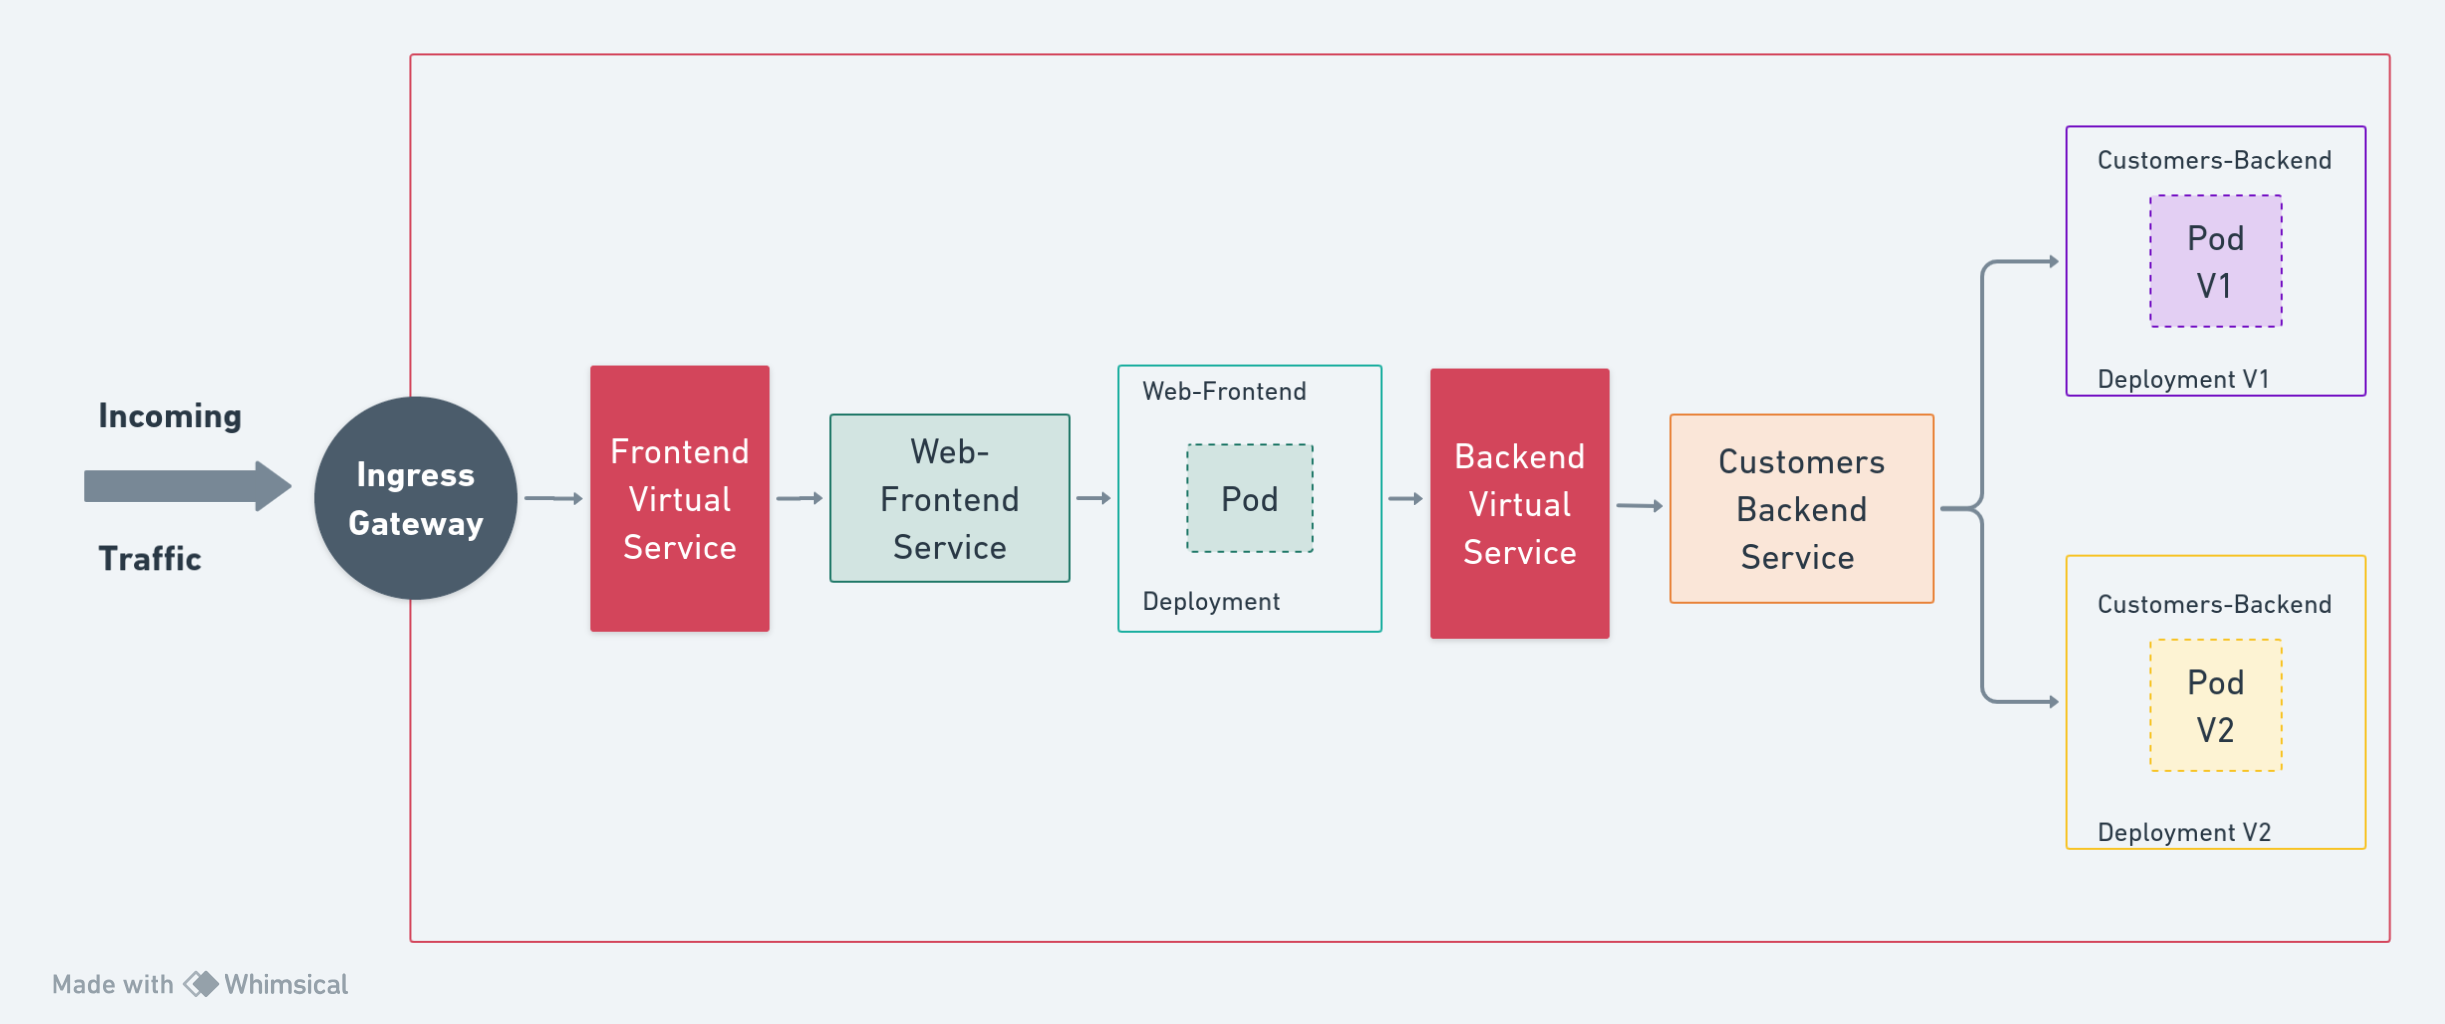 Incoming
Traffic
Ingress
Gateway
Frontend
Virtual
Service
Web-
Frontend
Service
Web-Frontend
Pod
Deployment
Backend
Virtual
Service
Customers
Backend
Service
Customers-Backend
Pod
V1
Deployment V1
Customers-Backend
Pod
V2
Deployment V2
Made with Whimsical